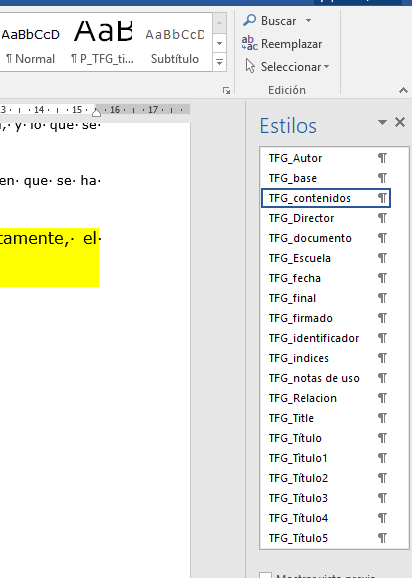 AaBbCcD AaB AaBbCcD
¶ Normal ¶ P_TFG_ti... Subtítulo
Buscar
Reemplazar
Seleccionar
Edición
3 · 14 · 15 · 16 · 17
y· lo· que· se·
en· que· se· ha·
tamente,· el·
Estilos
TFG_Autor ¶
TFG_base ¶
TFG_contenidos ¶
TFG_Director ¶
TFG_documento ¶
TFG_Escuela ¶
TFG_fecha ¶
TFG_final ¶
TFG_firmado ¶
TFG_identificador ¶
TFG_indices ¶
TFG_notas de uso ¶
TFG_Relacion ¶
TFG_Title ¶
TFG_Título ¶
TFG_Titulo1 ¶
TFG_Título2 ¶
TFG_Título3 ¶
TFG_Título4 ¶
TFG_Título5 ¶